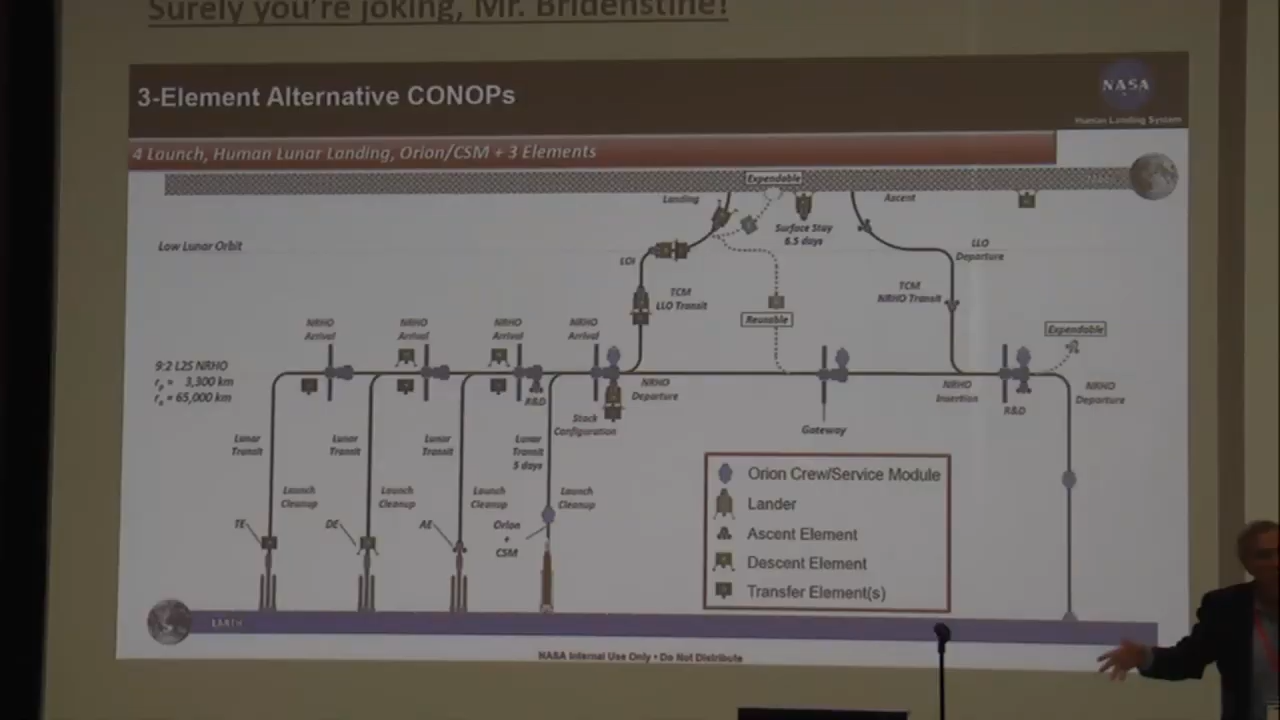 Surely you're joking, Mr. Bridenstine!
3-Element Alternative CONOPs
NASA
Human Landing System
4 Launch, Human Lunar Landing, Orion/CSM + 3 Elements
Expendable
Landing
Ascent
Surface Stay
6.5 days
Low Lunar Orbit
LOI
LLO
Departure
TCM
LLO Transit
TCM
NRHO Transit
Reusable
Expendable
NRHO
Arrival
NRHO
Arrival
NRHO
Arrival
NRHO
Arrival
9:2 L2S NRHO
rp = 3,300 km
ra = 65,000 km
R&D
NRHO
Departure
NRHO
Insertion
R&D
NRHO
Departure
Stack
Configuration
Gateway
Lunar
Transit
Lunar
Transit
Lunar
Transit
Lunar
Transit
5 days
Launch
Cleanup
Launch
Cleanup
Launch
Cleanup
Launch
Cleanup
TE
DE
AE
Orion
+
CSM
Orion Crew/Service Module
Lander
Ascent Element
Descent Element
Transfer Element(s)
EARTH
NASA Internal Use Only • Do Not Distribute